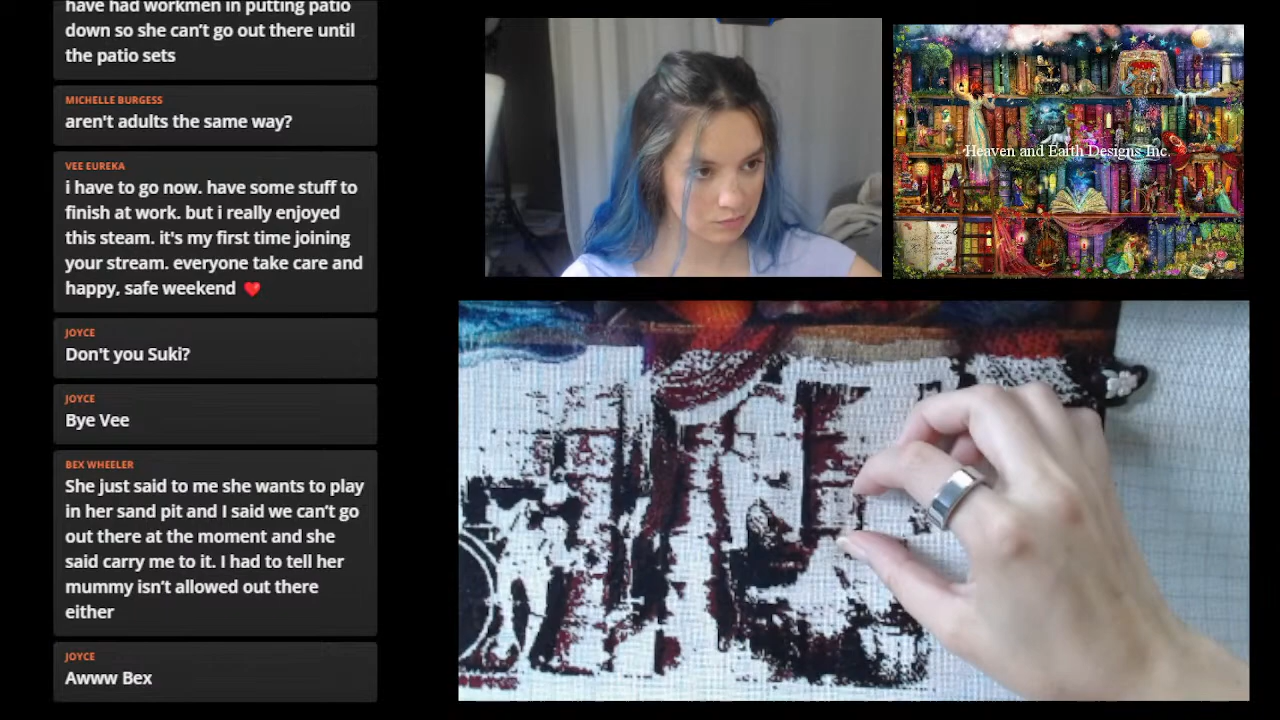 have had workmen in putting patio
down so she can't go out there until
the patio sets
MICHELLE BURGESS
aren't adults the same way?
VEE EUREKA
i have to go now. have some stuff to
finish at work. but i really enjoyed
this steam. it's my first time joining
your stream. everyone take care and
happy, safe weekend ❤️
JOYCE
Don't you Suki?
JOYCE
Bye Vee
BEX WHEELER
She just said to me she wants to play
in her sand pit and I said we can't go
out there at the moment and she
said carry me to it. I had to tell her
mummy isn't allowed out there
either
JOYCE
Awww Bex
Heaven and Earth Designs Inc